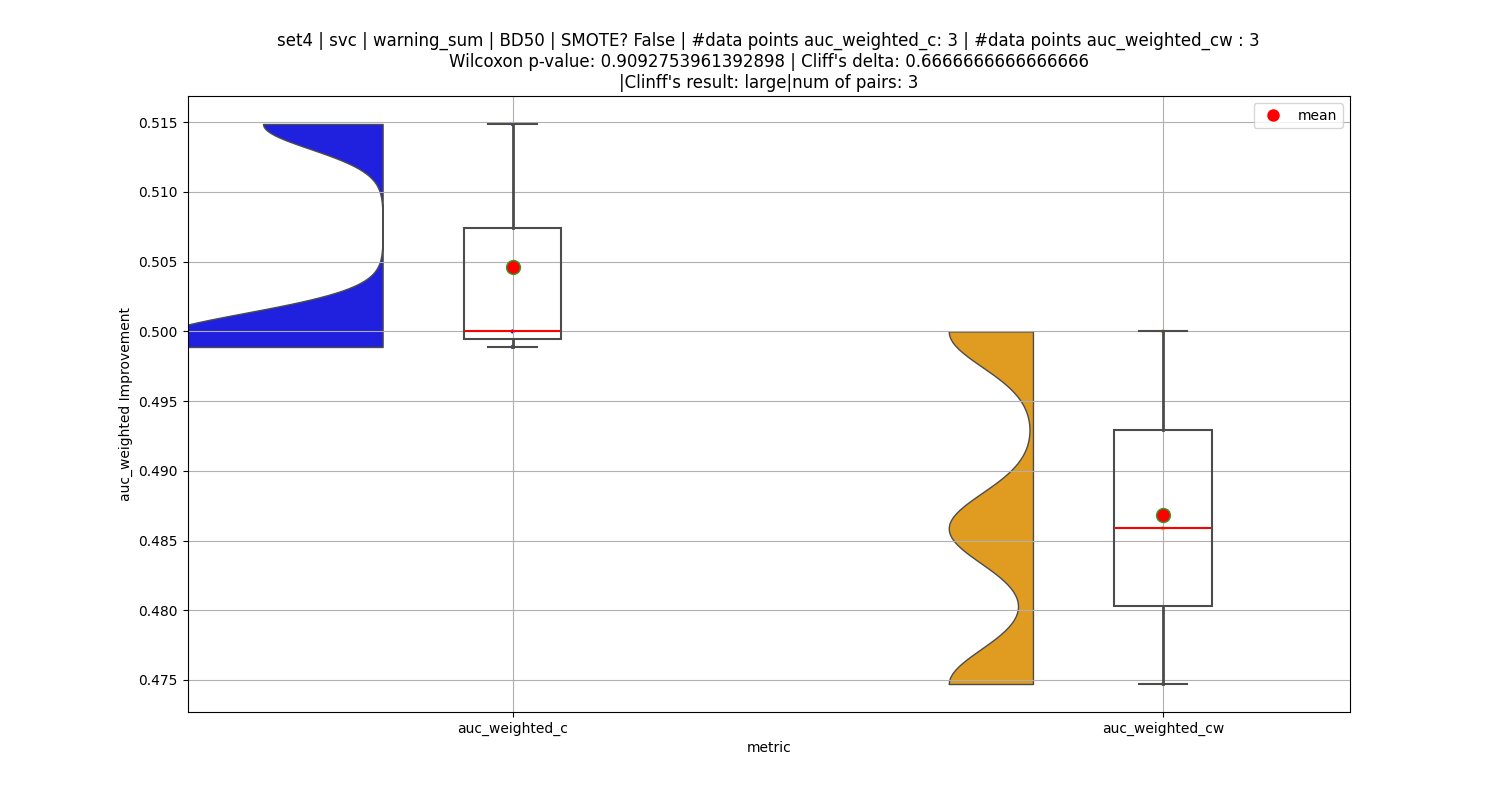 set4 | svc | warning_sum | BD50 | SMOTE? False | #data points auc_weighted_c: 3 | #data points auc_weighted_cw : 3
Wilcoxon p-value: 0.9092753961392898 | Cliff's delta: 0.6666666666666666
|Clinff's result: large|num of pairs: 3
mean
0.515
0.510
0.505
0.500
0.495
0.490
0.485
0.480
0.475
auc_weighted Improvement
auc_weighted_c
auc_weighted_cw
metric